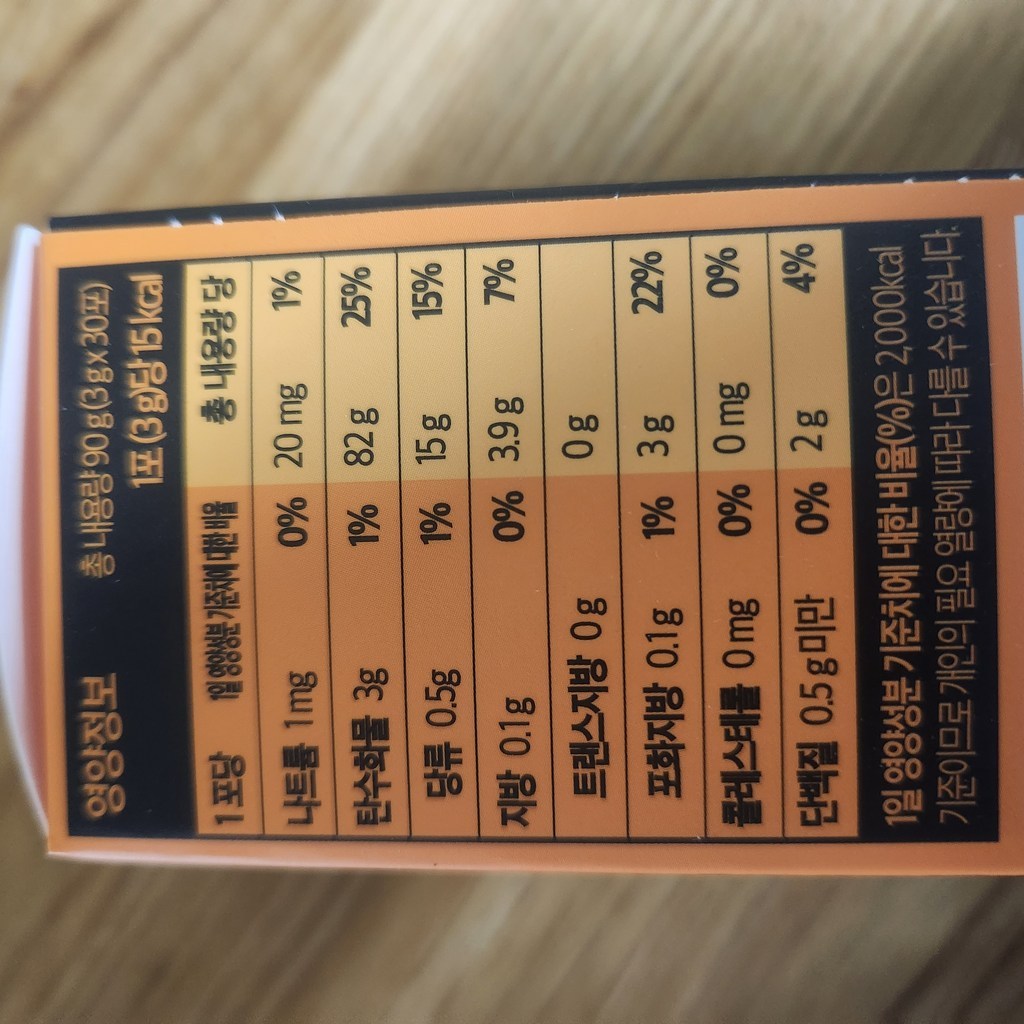 영양정보 총 내용량 90 g (3 g x 30포)
1포 (3 g)당 15 kcal
1포당 1일 영양성분 기준치에 대한 비율 총 내용량 당
나트륨 1mg 0% 20 mg 1%
탄수화물 3g 1% 82 g 25%
당류 0.5g 1% 15 g 15%
지방 0.1g 0% 3.9 g 7%
트랜스지방 0 g 0 g
포화지방 0.1g 1% 3 g 22%
콜레스테롤 0 mg 0% 0 mg 0%
단백질 0.5 g 미만 0% 2 g 4%
1일 영양성분 기준치에 대한 비율(%)은 2,000kcal
기준이므로 개인의 필요 열량에 따라 다를 수 있습니다.